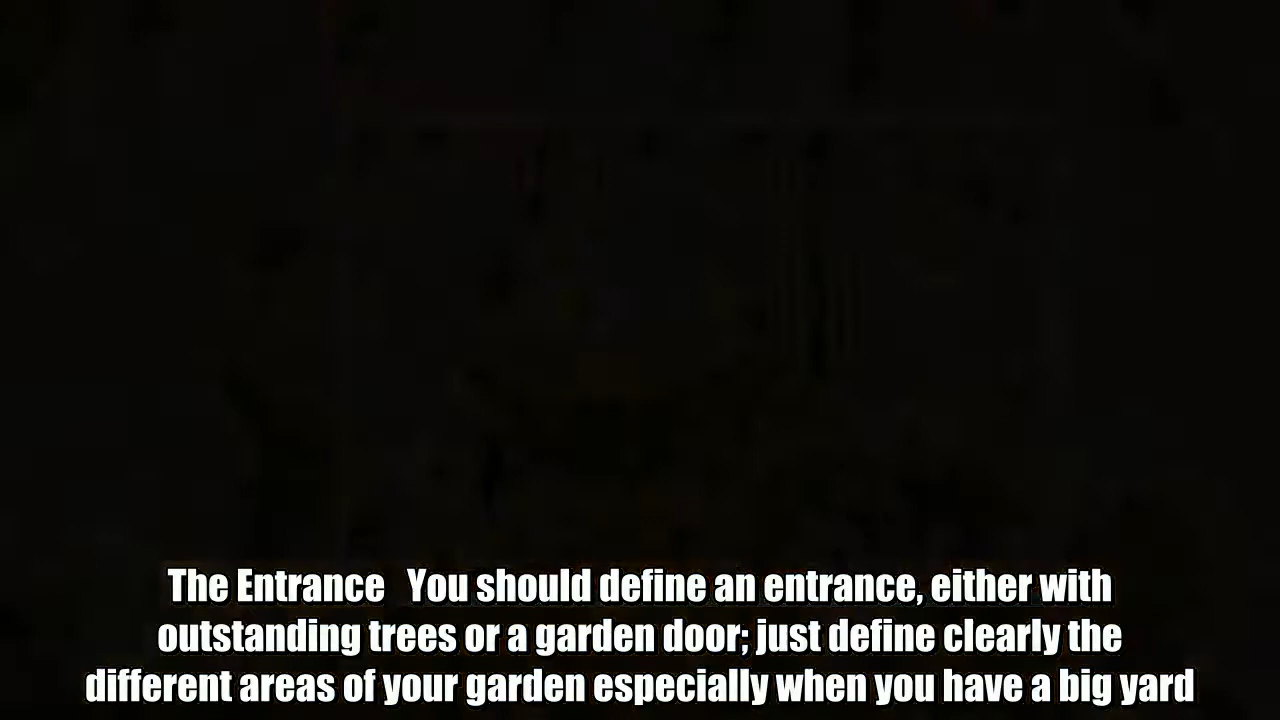 The Entrance   You should define an entrance, either with
outstanding trees or a garden door; just define clearly the
different areas of your garden especially when you have a big yard